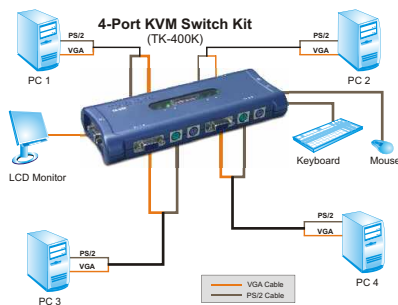 4-Port KVM Switch Kit
(TK-400K)
PS/2
VGA
PC 1
PS/2
VGA
PC 2
LCD Monitor
Keyboard
Mouse
PS/2
VGA
PC 3
PS/2
VGA
PC 4
VGA Cable
PS/2 Cable